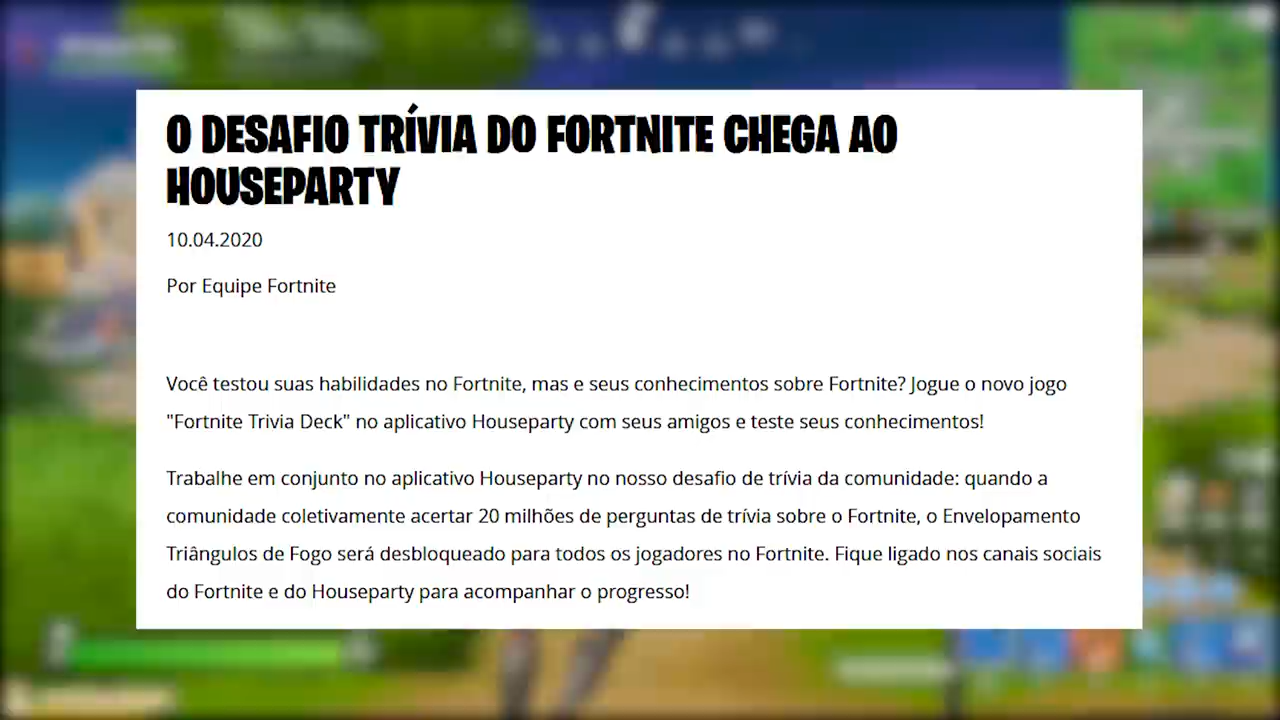 O DESAFIO TRÍVIA DO FORTNITE CHEGA AO
HOUSEPARTY
10.04.2020
Por Equipe Fortnite
Você testou suas habilidades no Fortnite, mas e seus conhecimentos sobre Fortnite? Jogue o novo jogo
"Fortnite Trivia Deck" no aplicativo Houseparty com seus amigos e teste seus conhecimentos!
Trabalhe em conjunto no aplicativo Houseparty no nosso desafio de trívia da comunidade: quando a
comunidade coletivamente acertar 20 milhões de perguntas de trívia sobre o Fortnite, o Envelopamento
Triângulos de Fogo será desbloqueado para todos os jogadores no Fortnite. Fique ligado nos canais sociais
do Fortnite e do Houseparty para acompanhar o progresso!